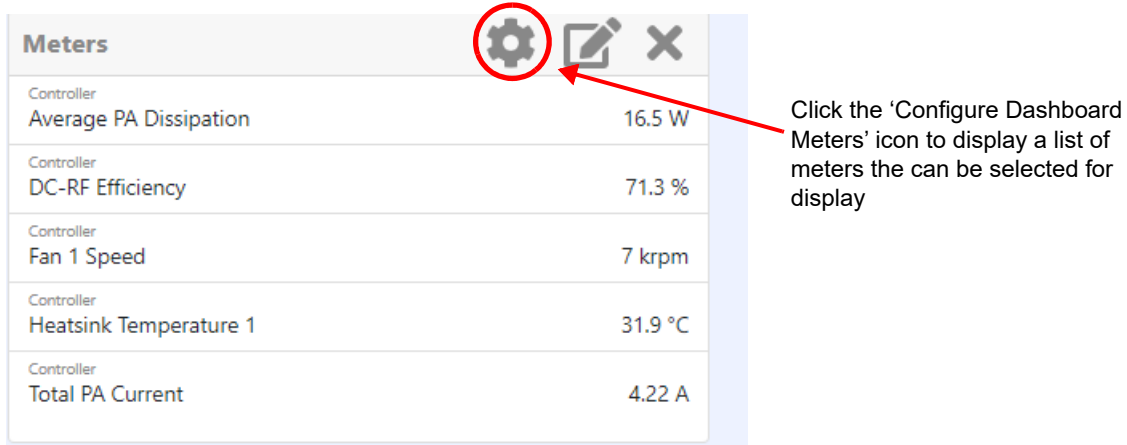 Meters
Controller
Average PA Dissipation 16.5 W
Controller
DC-RF Efficiency 71.3 %
Controller
Fan 1 Speed 7 krpm
Controller
Heatsink Temperature 1 31.9 °C
Controller
Total PA Current 4.22 A
Click the ‘Configure Dashboard
Meters’ icon to display a list of
meters the can be selected for
display